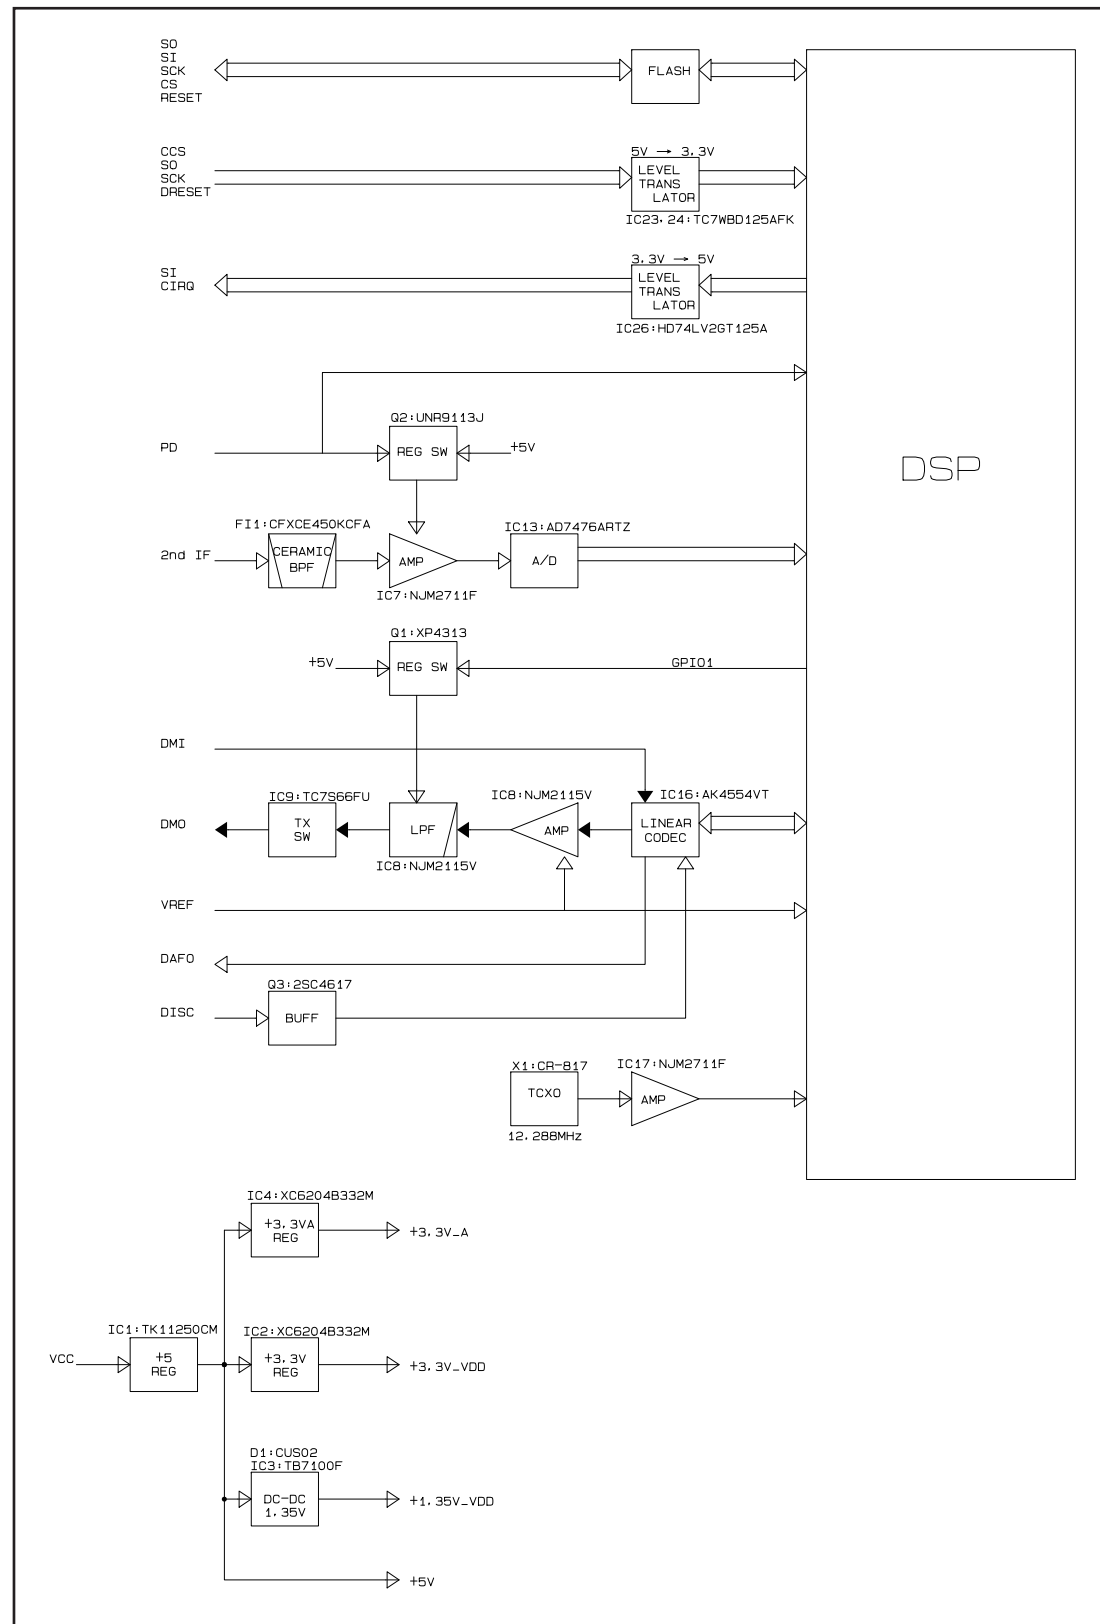 SO
SI
SCK
CS
RESET
FLASH
CCS
SO
SCK
DRESET
5V → 3.3V
LEVEL
TRANS
LATOR
IC23,24:TC7WBD125AFK
SI
CIRQ
3.3V → 5V
LEVEL
TRANS
LATOR
IC26:HD74LV2GT125A
DSP
Q2:UNR9113J
PD
REG SW
+5V
FI1:CFXCE450KCFA
IC13:AD7476ARTZ
2nd IF
CERAMIC
BPF
AMP
A/D
IC7:NJM2711F
Q1:XP4313
+5V
REG SW
GPIO1
DMI
IC9:TC7S66FU
IC8:NJM2115V
IC16:AK4554VT
DMO
TX
SW
LPF
AMP
LINEAR
CODEC
IC8:NJM2115V
VREF
DAFO
Q3:2SC4617
DISC
BUFF
X1:CR-817
IC17:NJM2711F
TCXO
AMP
12.288MHz
IC4:XC6204B332M
+3.3VA
REG
+3.3V_A
IC1:TK11250CM
IC2:XC6204B332M
VCC
+5
REG
+3.3V
REG
+3.3V_VDD
D1:CUS02
IC3:TB7100F
DC-DC
1.35V
+1.35V_VDD
+5V